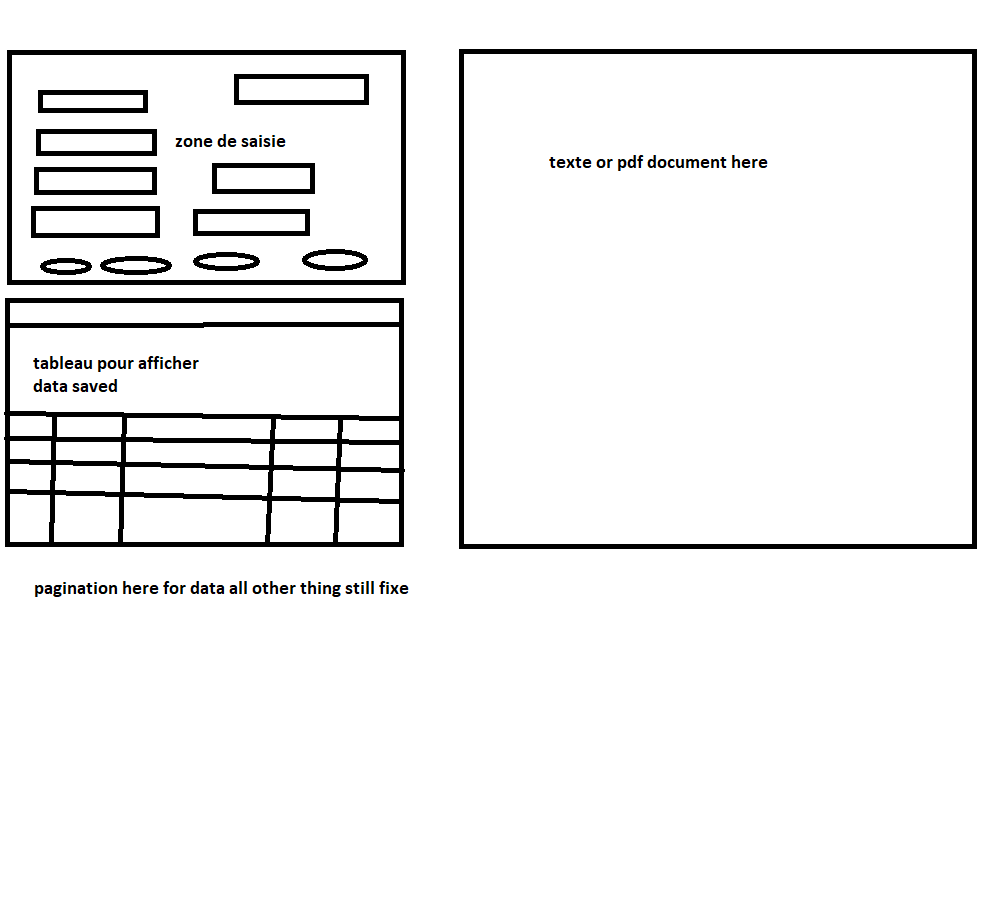 zone de saisie
texte or pdf document here
tableau pour afficher
data saved
pagination here for data all other thing still fixe